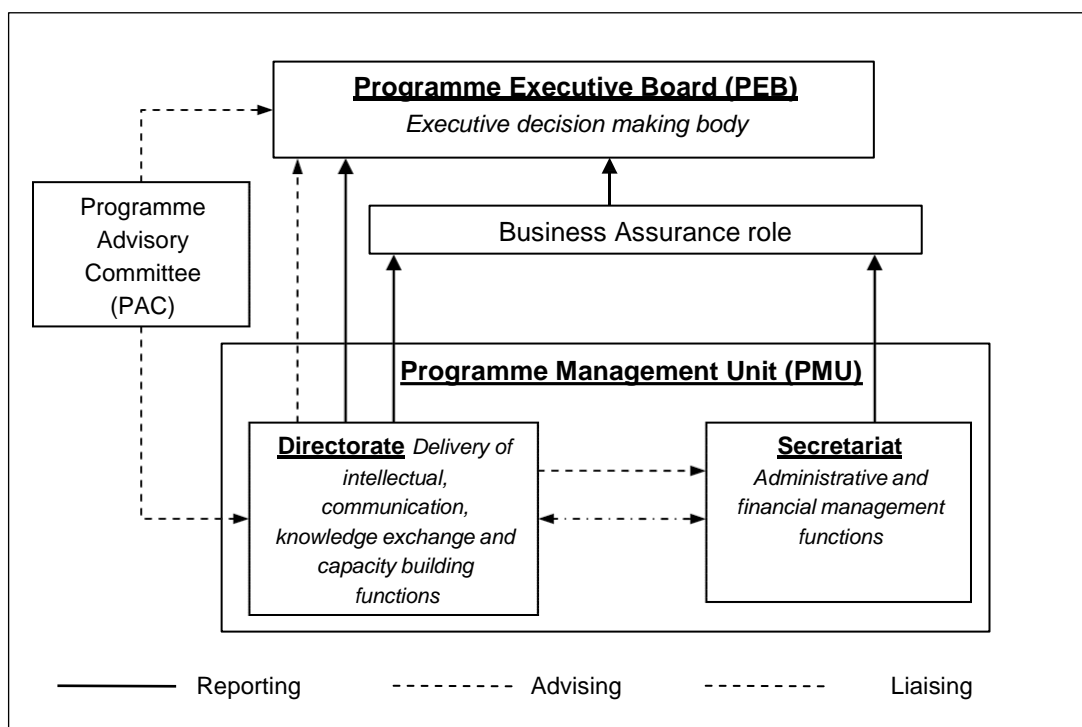 Programme Executive Board (PEB)
Executive decision making body
Programme
Advisory
Committee
(PAC)
Business Assurance role
Programme Management Unit (PMU)
Directorate Delivery of
intellectual,
communication,
knowledge exchange and
capacity building
functions
Secretariat
Administrative and
financial management
functions
Reporting
Advising
Liaising